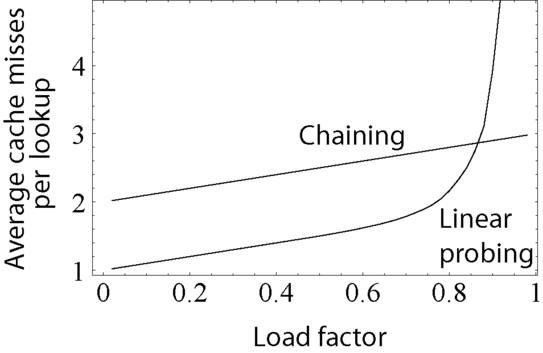 Average cache misses
per lookup
4
3
2
1
Chaining
Linear
probing
0
0.2
0.4
0.6
0.8
1
Load factor